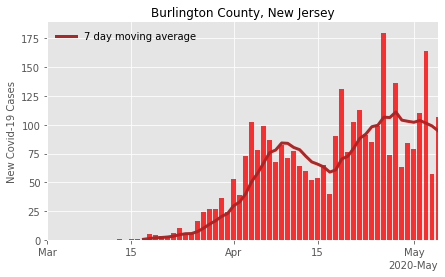 Burlington County, New Jersey
7 day moving average
New Covid-19 Cases
175
150
125
100
75
50
25
0
Mar
15
Apr
15
May
2020-May